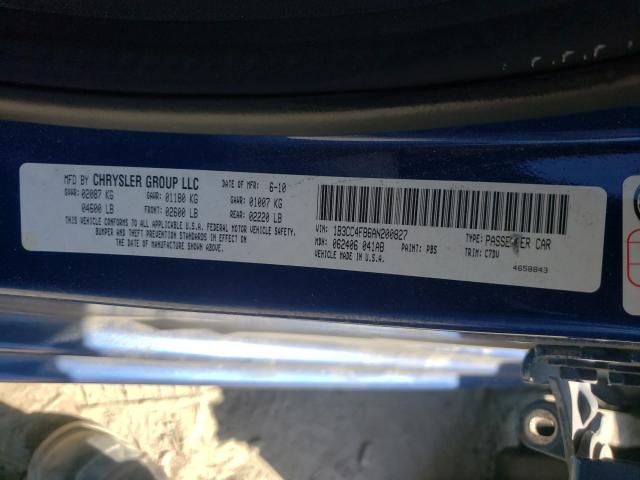 MFD BY CHRYSLER GROUP LLC DATE OF MFR: 6-10
GVWR: 02087 KG GAWR: 01180 KG GAWR: 01007 KG
04600 LB FRONT: 02600 LB REAR: 02220 LB
THIS VEHICLE CONFORMS TO ALL APPLICABLE U.S.A. FEDERAL MOTOR VEHICLE SAFETY,
BUMPER AND THEFT PREVENTION STANDARDS IN EFFECT
ON THE DATE OF MANUFACTURE SHOWN ABOVE.
VIN: 1B3CC4FB6AN200827 TYPE: PASSENGER CAR
MDH: 062406 041AB PAINT: PBS TRIM: C7DV
VEHICLE MADE IN U.S.A. 4658843